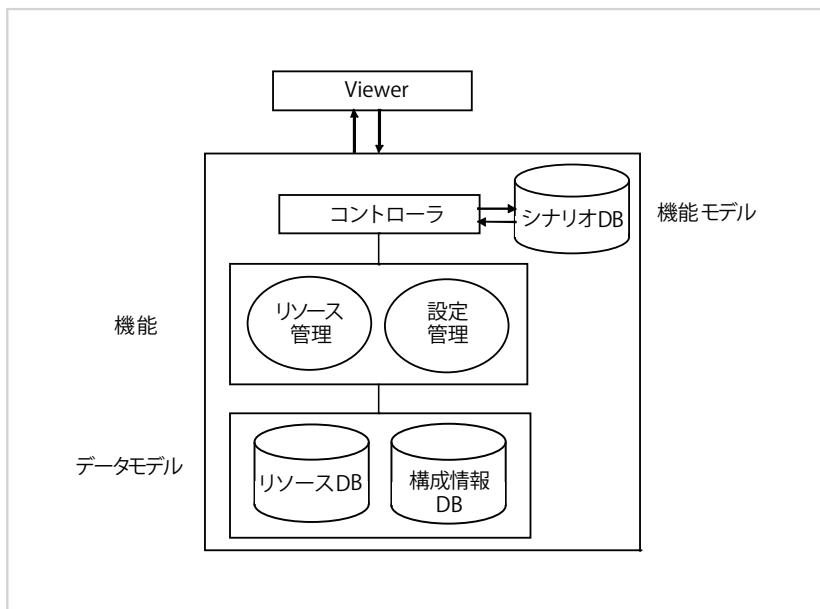 Viewer
コントローラ
シナリオDB
機能モデル
機能
リソース
管理
設定
管理
データモデル
リソースDB
構成情報
DB